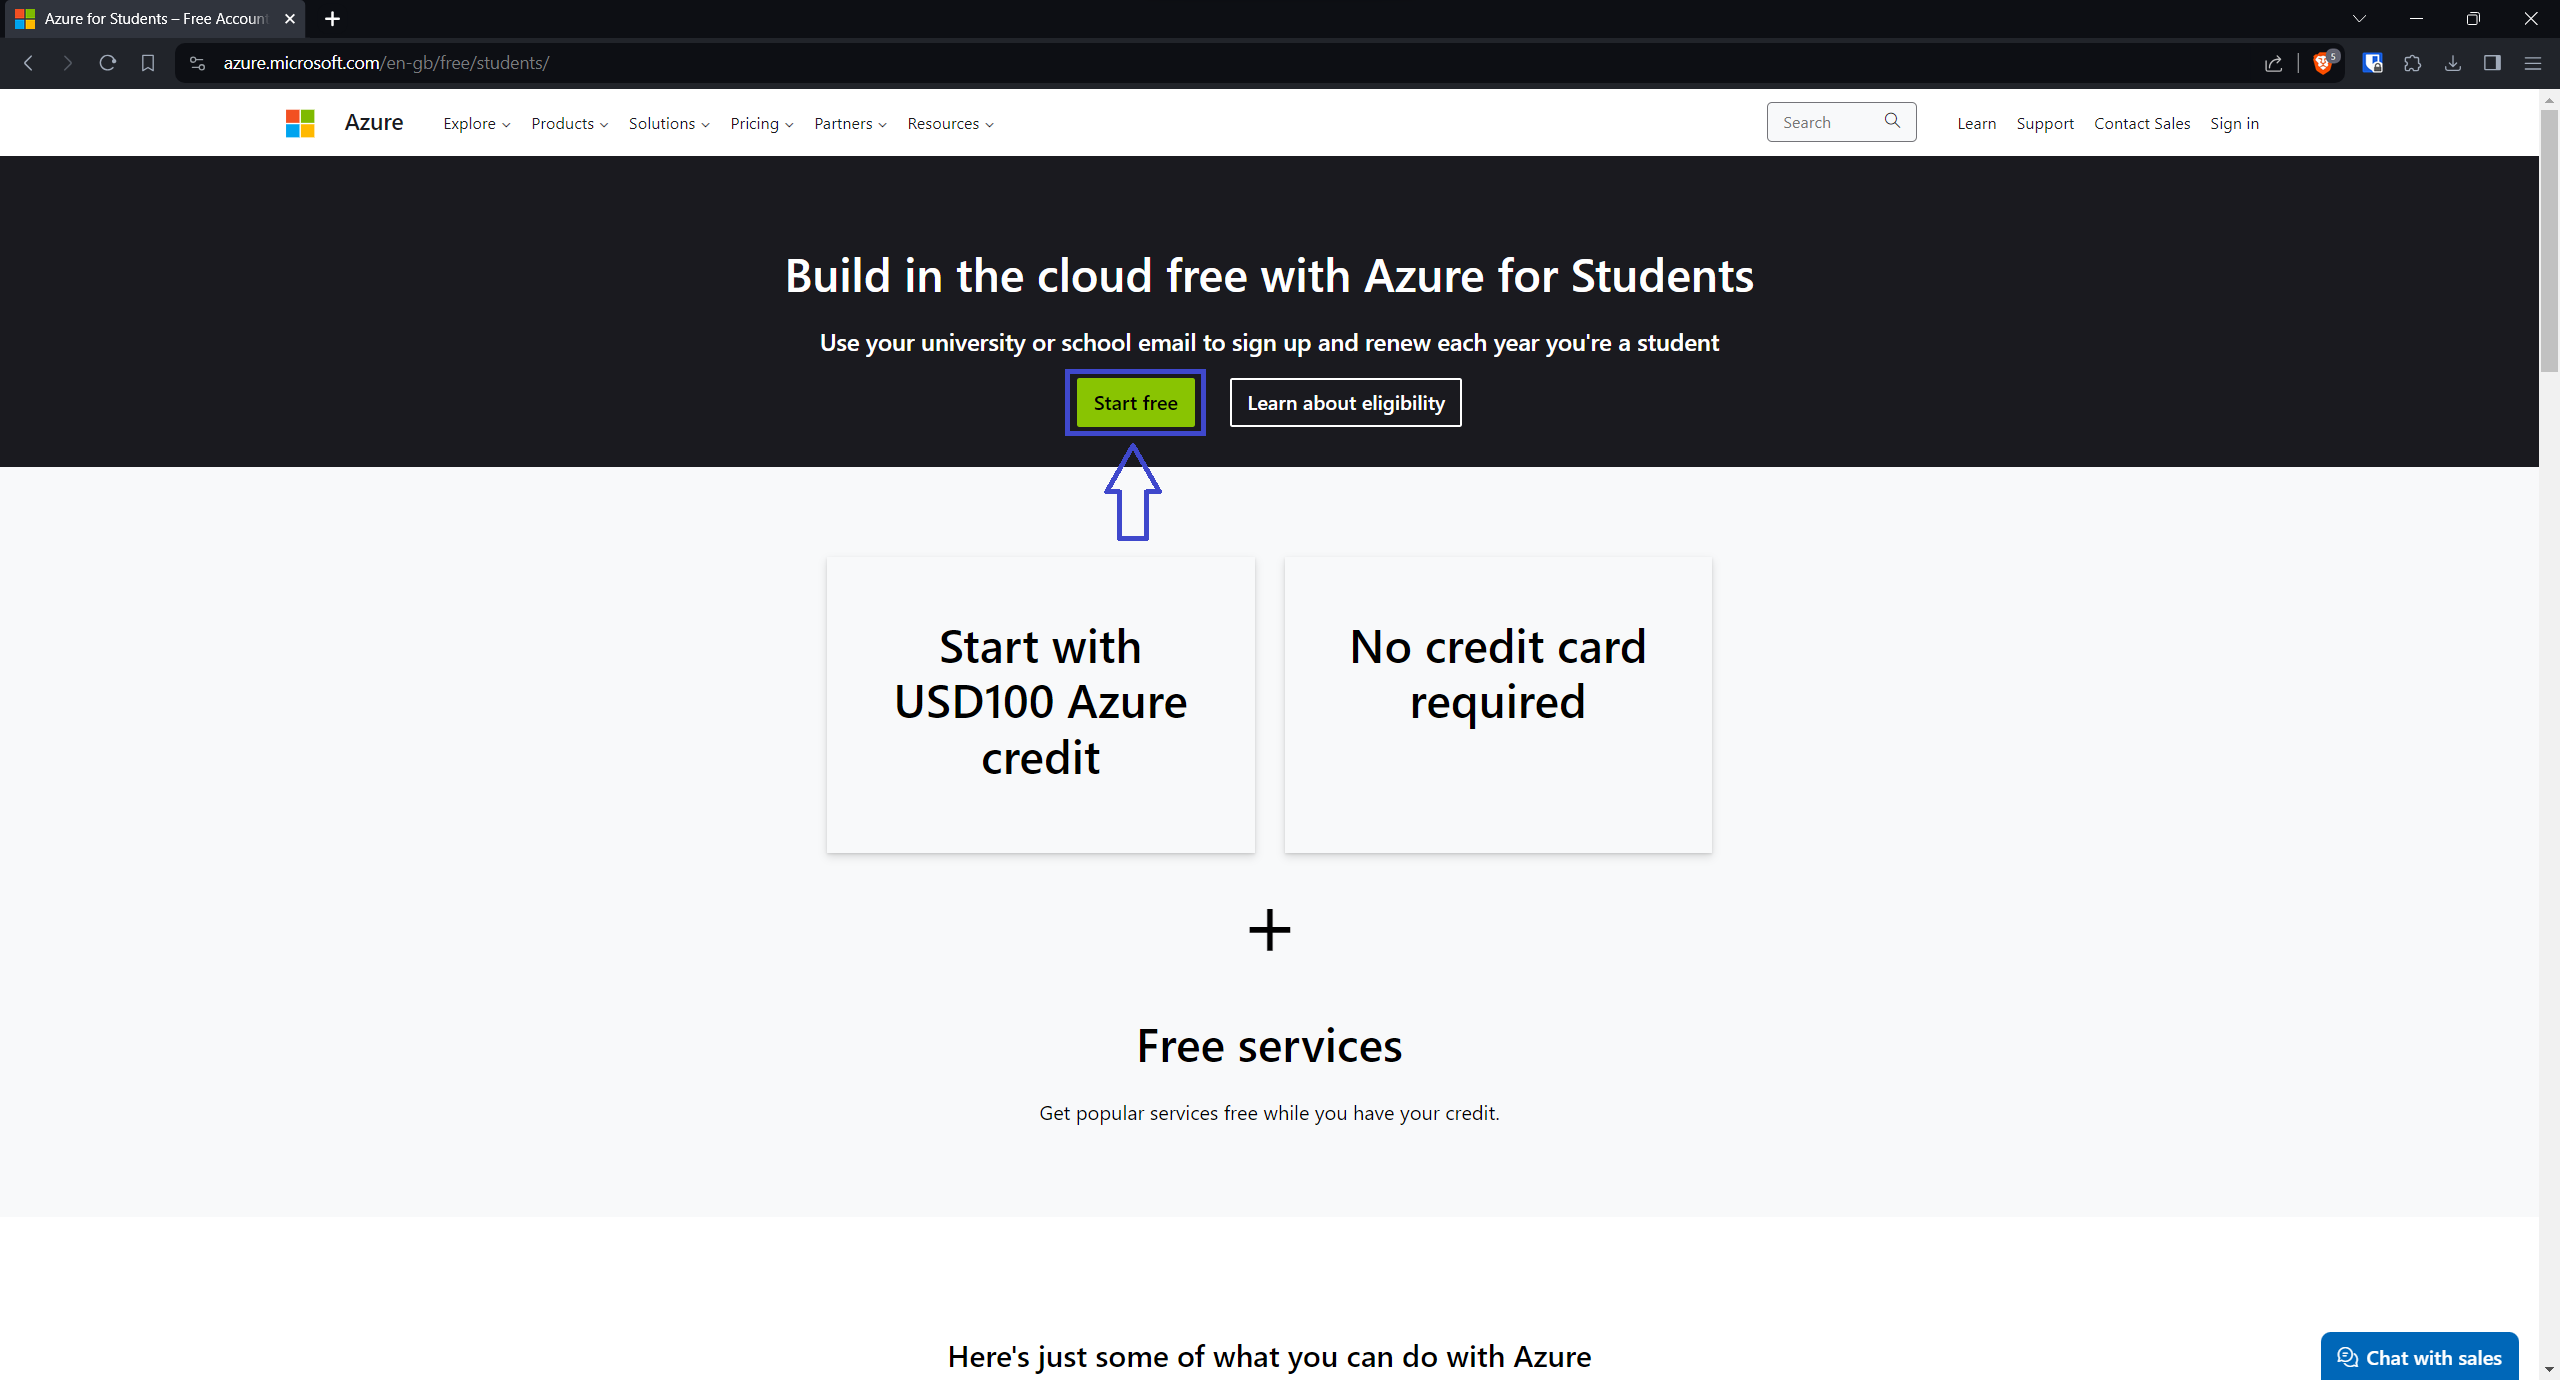 Azure for Students – Free Account
azure.microsoft.com/en-gb/free/students/
5
Azure
Explore
Products
Solutions
Pricing
Partners
Resources
Search
Learn
Support
Contact Sales
Sign in
Build in the cloud free with Azure for Students
Use your university or school email to sign up and renew each year you're a student
Start free
Learn about eligibility
Start with
USD100 Azure
credit
No credit card
required
+
Free services
Get popular services free while you have your credit.
Here's just some of what you can do with Azure
Chat with sales